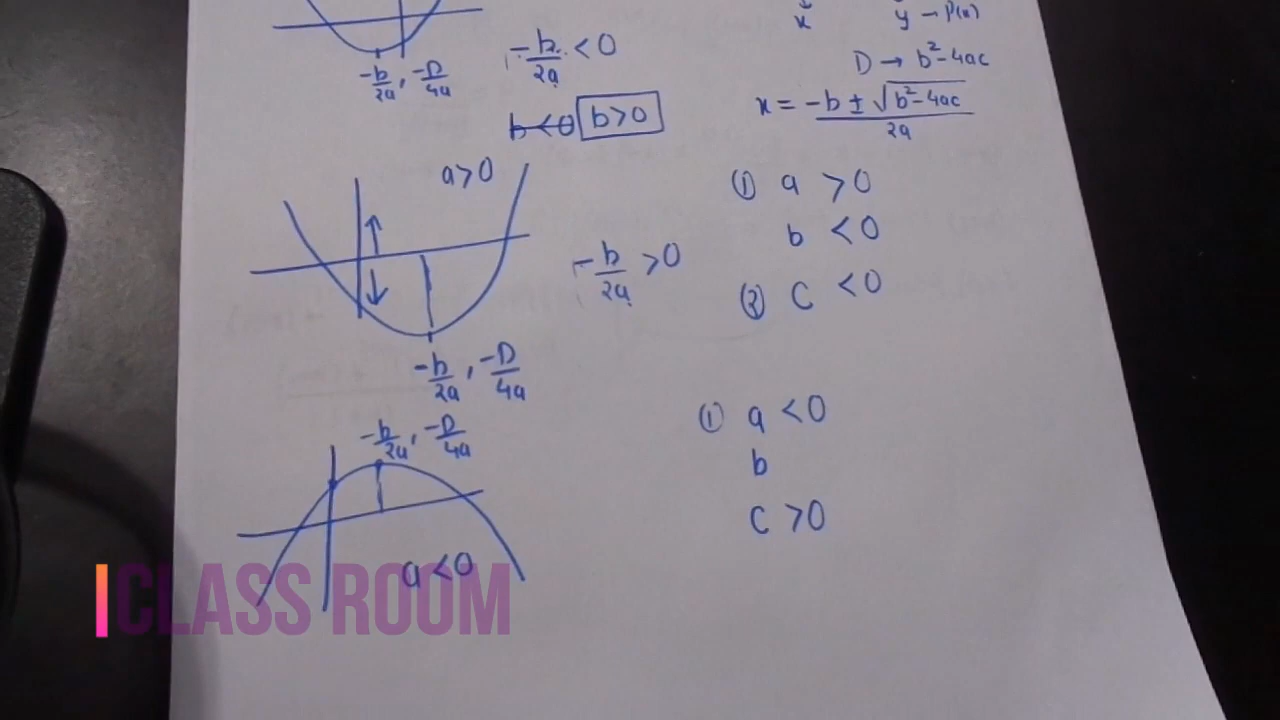 x y → P(x)
-b/2a , -D/4a
-b/2a < 0
D → b²-4ac
b<0 b>0
x = -b ± √b²-4ac / 2a
a>0
① a >0
b <0
-b/2a >0
② C <0
-b/2a , -D/4a
① a <0
-b/2a , -D/4a
b
C >0
a<0
CLASS ROOM